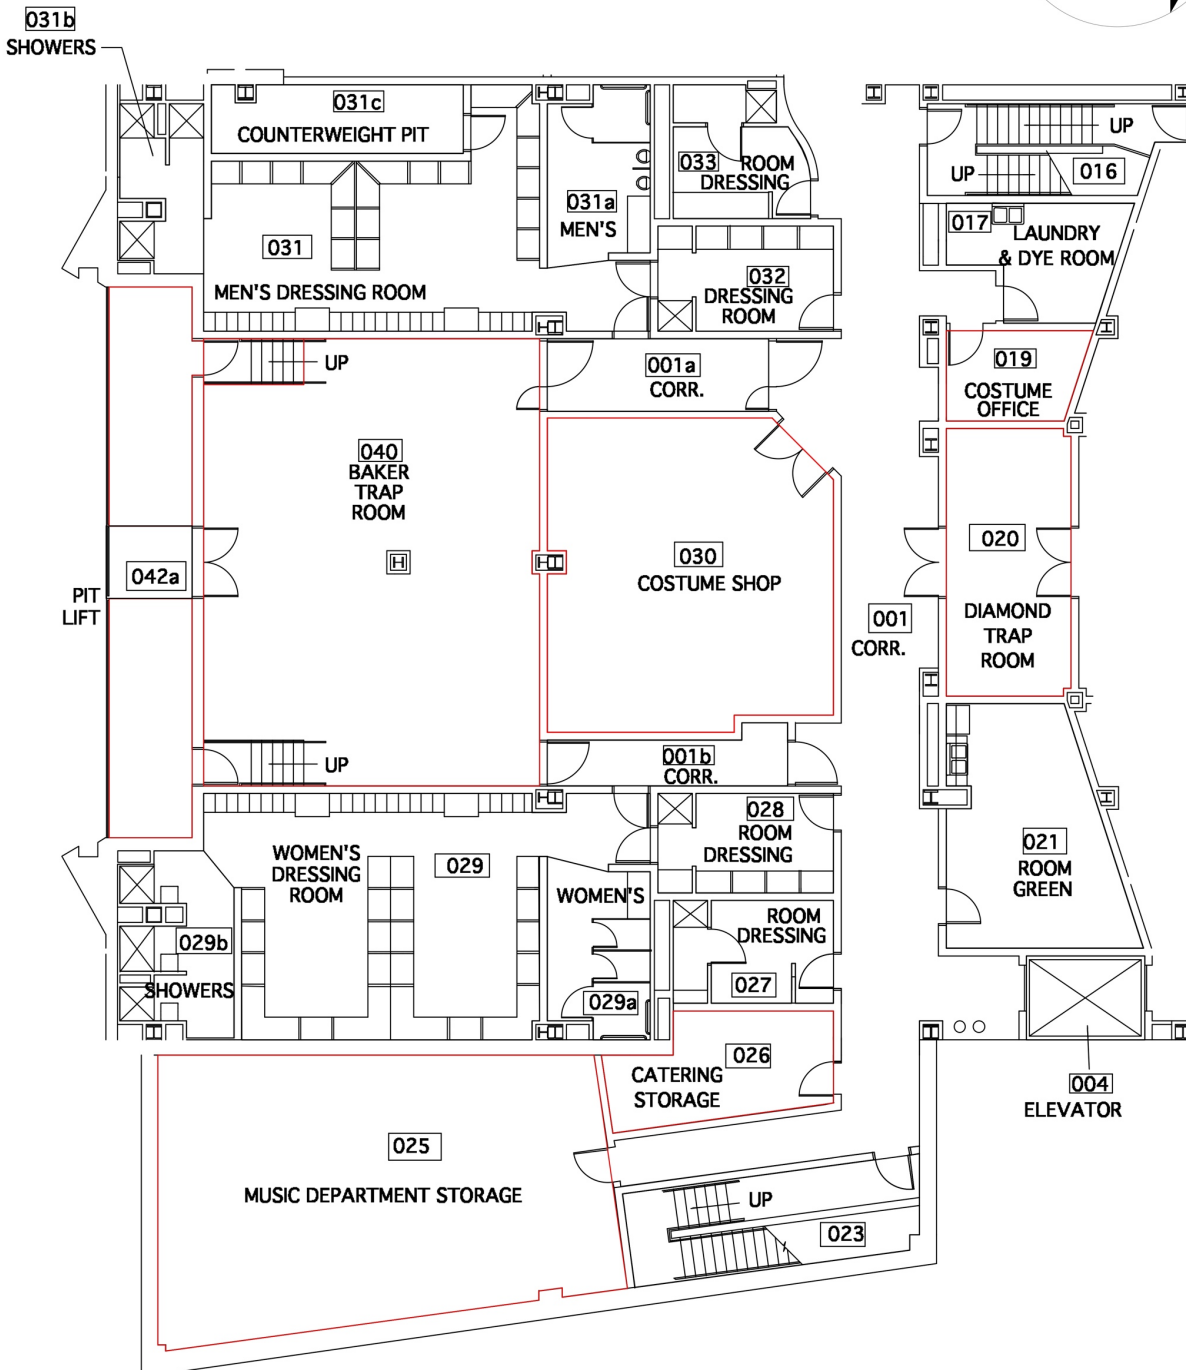 031b
SHOWERS
031c
COUNTERWEIGHT PIT
UP
UP
016
033
ROOM
DRESSING
031a
MEN'S
017
LAUNDRY
& DYE ROOM
031
MEN'S DRESSING ROOM
032
DRESSING
ROOM
UP
001a
CORR.
019
COSTUME
OFFICE
040
BAKER
TRAP
ROOM
030
COSTUME SHOP
020
DIAMOND
TRAP
ROOM
042a
PIT
LIFT
001
CORR.
UP
001b
CORR.
028
ROOM
DRESSING
021
ROOM
GREEN
WOMEN'S
DRESSING
ROOM
029
WOMEN'S
029b
SHOWERS
029a
ROOM
DRESSING
027
026
CATERING
STORAGE
004
ELEVATOR
025
MUSIC DEPARTMENT STORAGE
UP
023